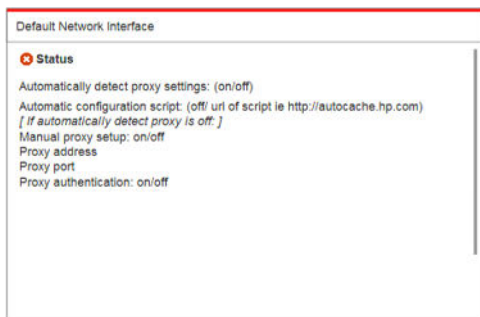 Default Network Interface
Status
Automatically detect proxy settings: (on/off)
Automatic configuration script: (off/ url of script ie http://autocache.hp.com)
[ If automatically detect proxy is off: ]
Manual proxy setup: on/off
Proxy address
Proxy port
Proxy authentication: on/off